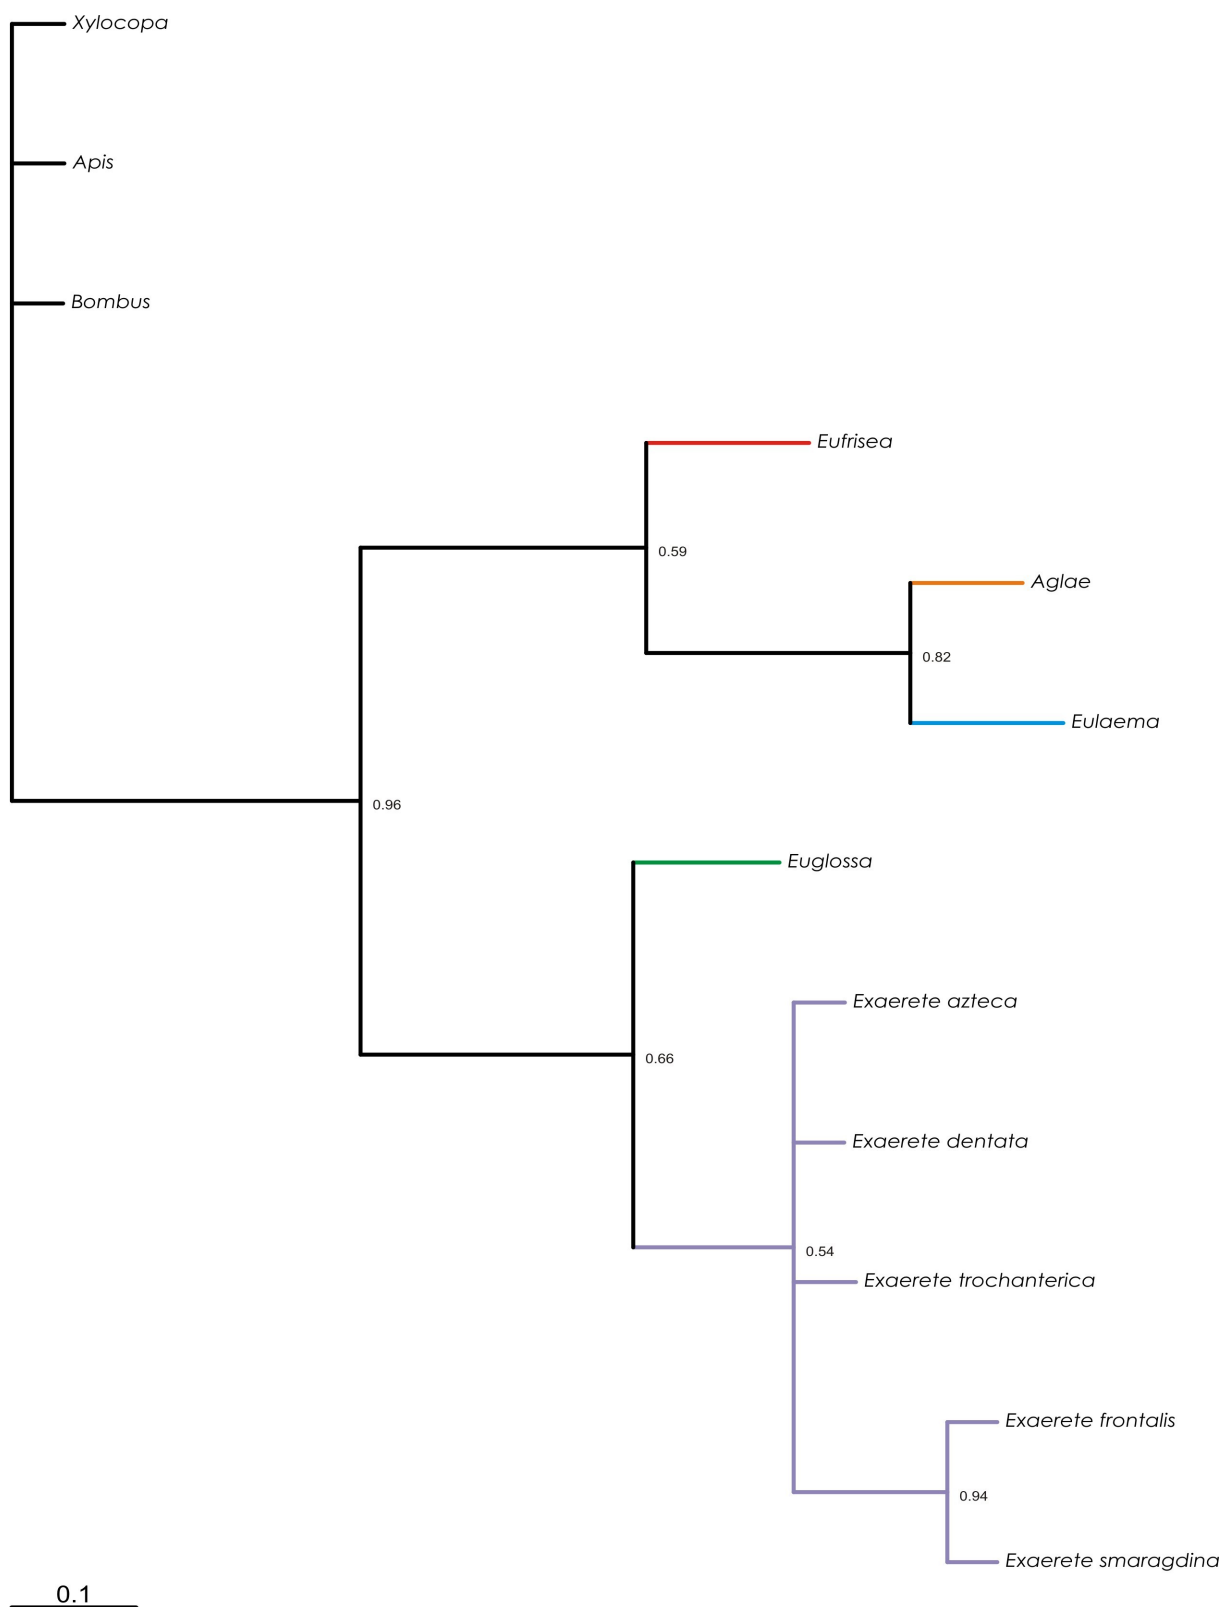 Xylocopa
Apis
Bombus
Eufrisea
0.59
Aglae
0.82
Eulaema
0.96
Euglossa
Exaerete azteca
0.66
Exaerete dentata
0.54
Exaerete trochanterica
Exaerete frontalis
0.94
Exaerete smaragdina
0.1